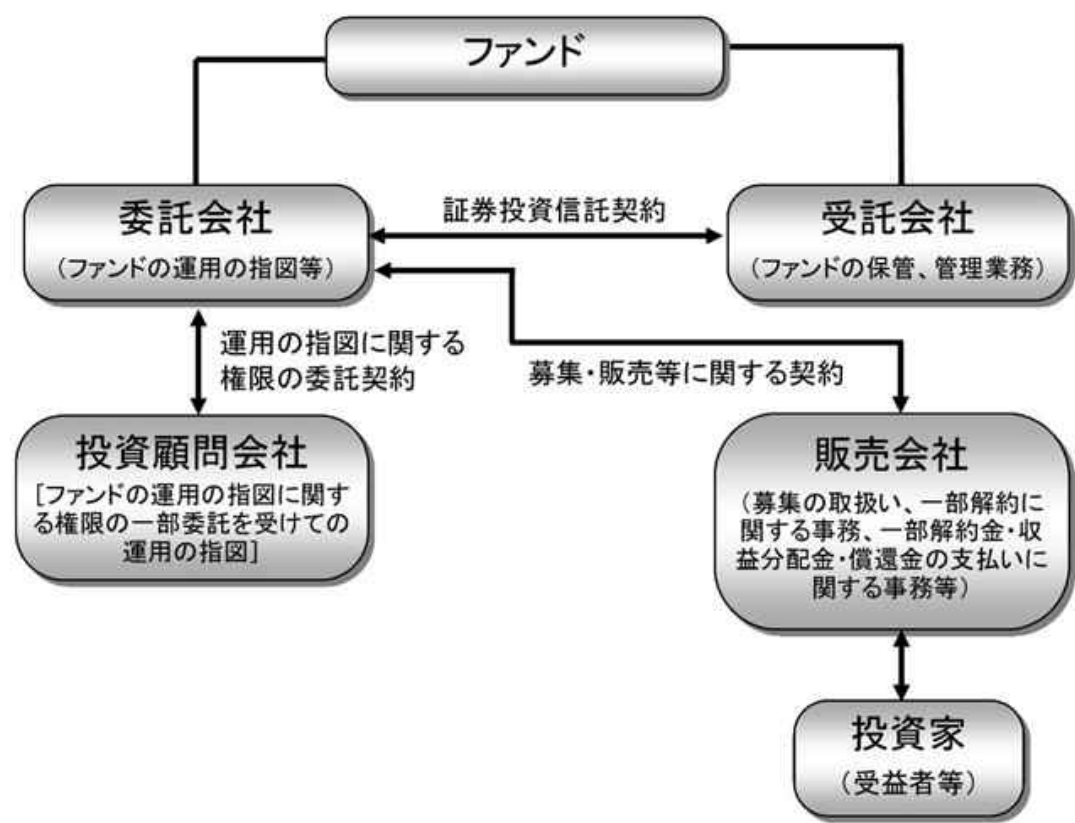 ファンド
委託会社
（ファンドの運用の指図等）
証券投資信託契約
受託会社
（ファンドの保管、管理業務）
運用の指図に関する
権限の委託契約
募集・販売等に関する契約
投資顧問会社
［ファンドの運用の指図に関す
る権限の一部委託を受けての
運用の指図］
販売会社
（募集の取扱い、一部解約に
関する事務、一部解約金・収
益分配金・償還金の支払いに
関する事務等）
投資家
（受益者等）